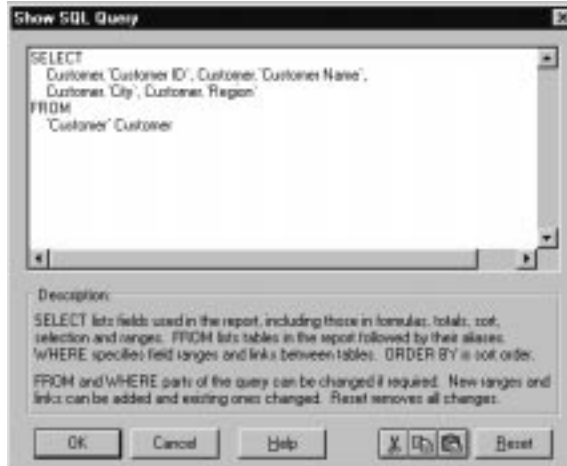 Show SQL Query
SELECT
Customer.`Customer ID`, Customer.`Customer Name`,
Customer.`City`, Customer.`Region`
FROM
`Customer` Customer
Description:
SELECT lists fields used in the report, including those in formulas, totals, sort,
selection and ranges. FROM lists tables in the report followed by their aliases.
WHERE specifies field ranges and links between tables. ORDER BY is sort order.
FROM and WHERE parts of the query can be changed if required. New ranges and
links can be added and existing ones changed. Reset removes all changes.
OK Cancel Help Reset